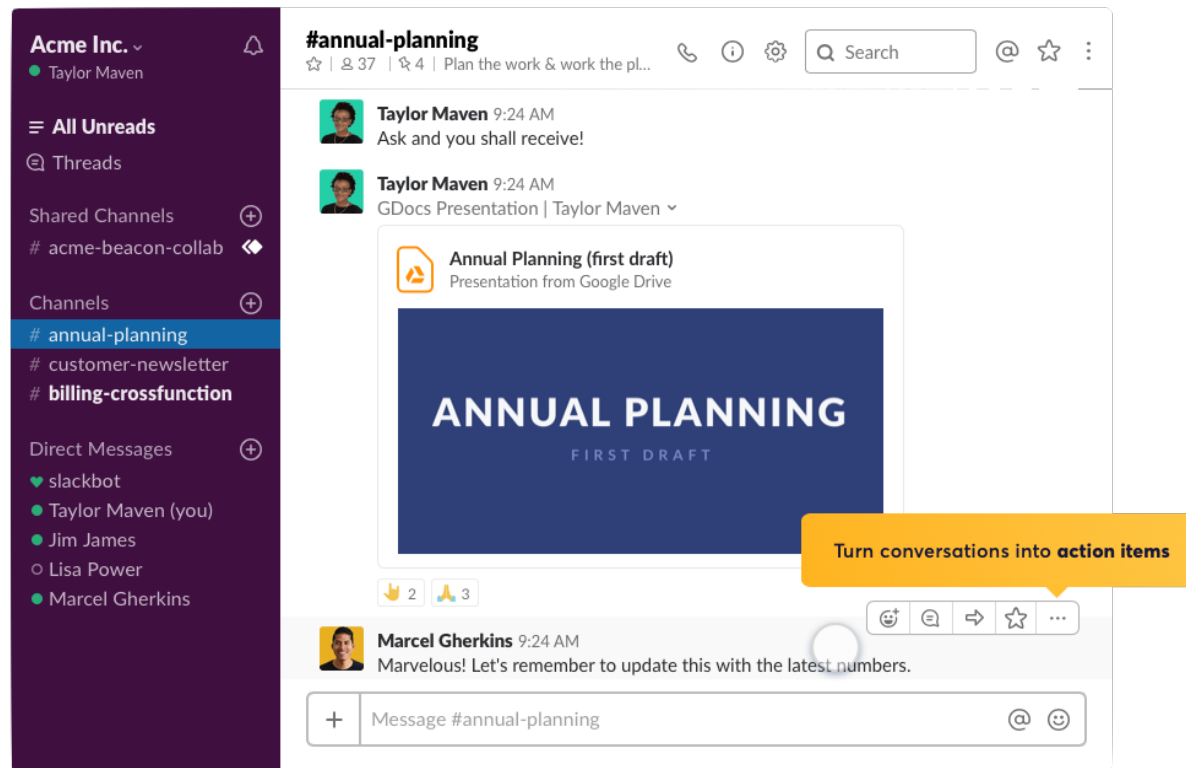 Acme Inc.
Taylor Maven
All Unreads
Threads
Shared Channels
# acme-beacon-collab
Channels
# annual-planning
# customer-newsletter
# billing-crossfunction
Direct Messages
slackbot
Taylor Maven (you)
Jim James
Lisa Power
Marcel Gherkins
#annual-planning
37 | 4 | Plan the work & work the pl...
Search
Taylor Maven 9:24 AM
Ask and you shall receive!
Taylor Maven 9:24 AM
GDocs Presentation | Taylor Maven
Annual Planning (first draft)
Presentation from Google Drive
ANNUAL PLANNING
FIRST DRAFT
2 3
Turn conversations into action items
Marcel Gherkins 9:24 AM
Marvelous! Let's remember to update this with the latest numbers.
Message #annual-planning